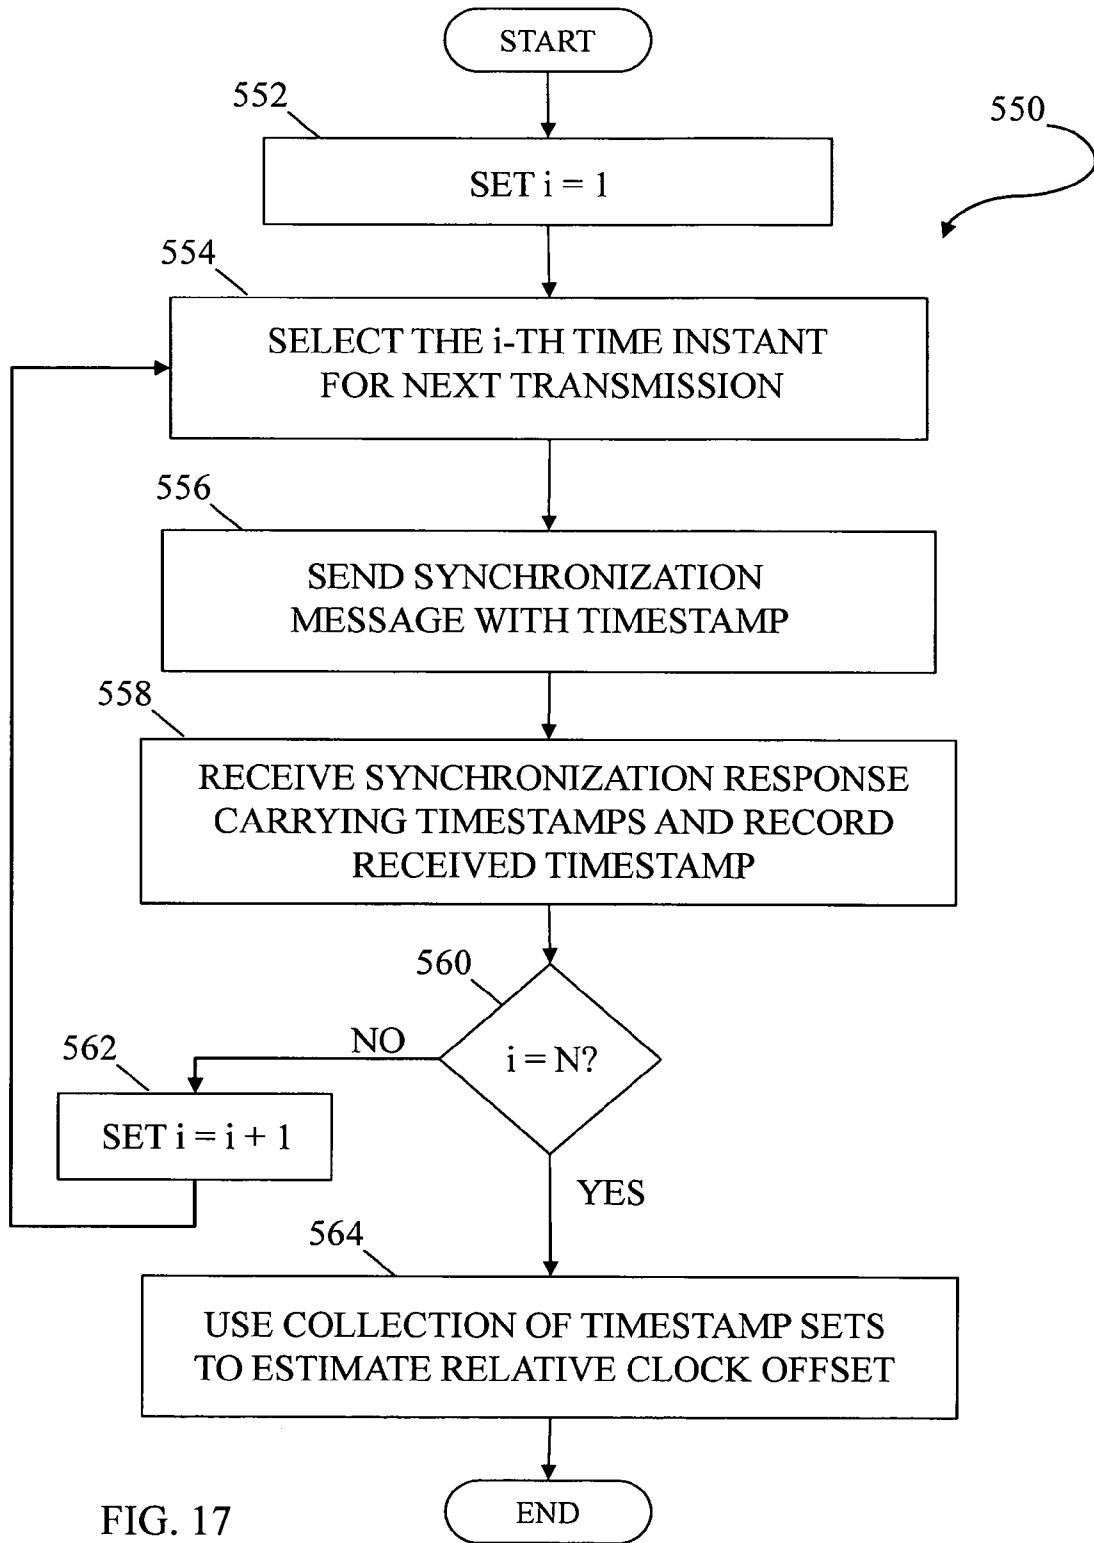 START
552
550
SET i = 1
554
SELECT THE i-TH TIME INSTANT
FOR NEXT TRANSMISSION
556
SEND SYNCHRONIZATION
MESSAGE WITH TIMESTAMP
558
RECEIVE SYNCHRONIZATION RESPONSE
CARRYING TIMESTAMPS AND RECORD
RECEIVED TIMESTAMP
560
NO
i = N?
562
SET i = i + 1
YES
564
USE COLLECTION OF TIMESTAMP SETS
TO ESTIMATE RELATIVE CLOCK OFFSET
END
FIG. 17